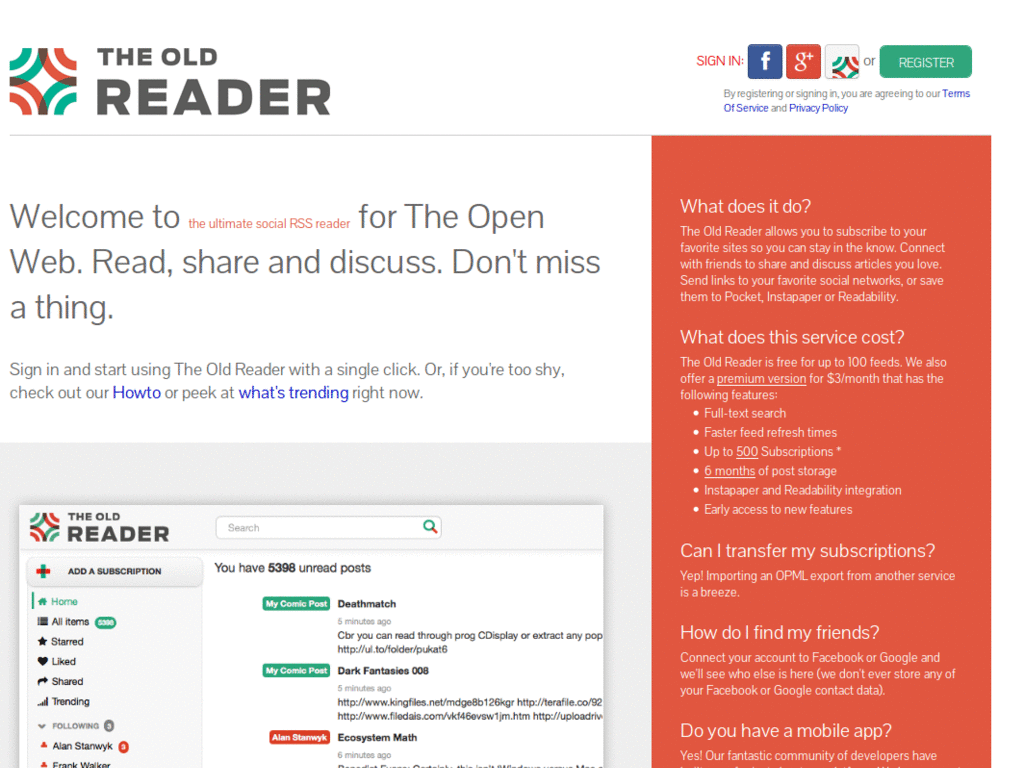 THE OLD
READER
SIGN IN: f g+ or REGISTER
By registering or signing in, you are agreeing to our Terms
Of Service and Privacy Policy
Welcome to the ultimate social RSS reader for The Open
Web. Read, share and discuss. Don't miss
a thing.
Sign in and start using The Old Reader with a single click. Or, if you're too shy,
check out our Howto or peek at what's trending right now.
THE OLD
READER
Search
ADD A SUBSCRIPTION
Home
All items 5398
Starred
Liked
Shared
Trending
FOLLOWING 3
Alan Stanwyk 3
Frank Walker
You have 5398 unread posts
My Comic Post Deathmatch
5 minutes ago
Cbr you can read through prog CDisplay or extract any pop
http://ul.to/folder/pukat6
My Comic Post Dark Fantasies 008
5 minutes ago
http://www.kingfiles.net/mdge8b126kgr http://terafile.co/92
http://www.filedais.com/vkf46evsw1jm.htm http://uploadriv
Alan Stanwyk Ecosystem Math
6 minutes ago
What does it do?
The Old Reader allows you to subscribe to your
favorite sites so you can stay in the know. Connect
with friends to share and discuss articles you love.
Send links to your favorite social networks, or save
them to Pocket, Instapaper or Readability.
What does this service cost?
The Old Reader is free for up to 100 feeds. We also
offer a premium version for $3/month that has the
following features:
• Full-text search
• Faster feed refresh times
• Up to 500 Subscriptions *
• 6 months of post storage
• Instapaper and Readability integration
• Early access to new features
Can I transfer my subscriptions?
Yep! Importing an OPML export from another service
is a breeze.
How do I find my friends?
Connect your account to Facebook or Google and
we'll see who else is here (we don't ever store any of
your Facebook or Google contact data).
Do you have a mobile app?
Yes! Our fantastic community of developers have